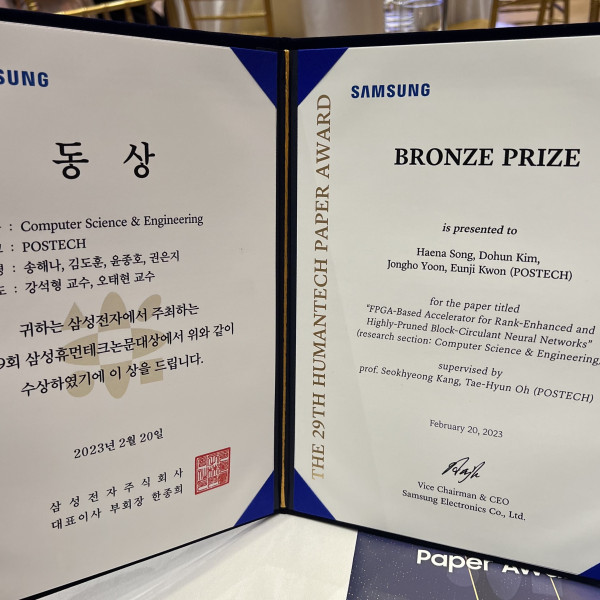 SUNG
동 상
: Computer Science & Engineering
: POSTECH
: 송해나, 김도훈, 윤종호, 권은지
: 강석형 교수, 오태현 교수
귀하는 삼성전자에서 주최하는
9회 삼성휴먼테크논문대상에서 위와 같이
수상하였기에 이 상을 드립니다.
2023년 2월 20일
삼성전자주식회사
대표이사 부회장 한종희
THE 29TH HUMANTECH PAPER AWARD
SAMSUNG
BRONZE PRIZE
is presented to
Haena Song, Dohun Kim,
Jongho Yoon, Eunji Kwon (POSTECH)
for the paper titled
"FPGA-Based Accelerator for Rank-Enhanced and
Highly-Pruned Block-Circulant Neural Networks"
(research section: Computer Science & Engineering)
supervised by
prof. Seokhyeong Kang, Tae-Hyun Oh (POSTECH)
February 20, 2023
Vice Chairman & CEO
Samsung Electronics Co., Ltd.
Paper Awa